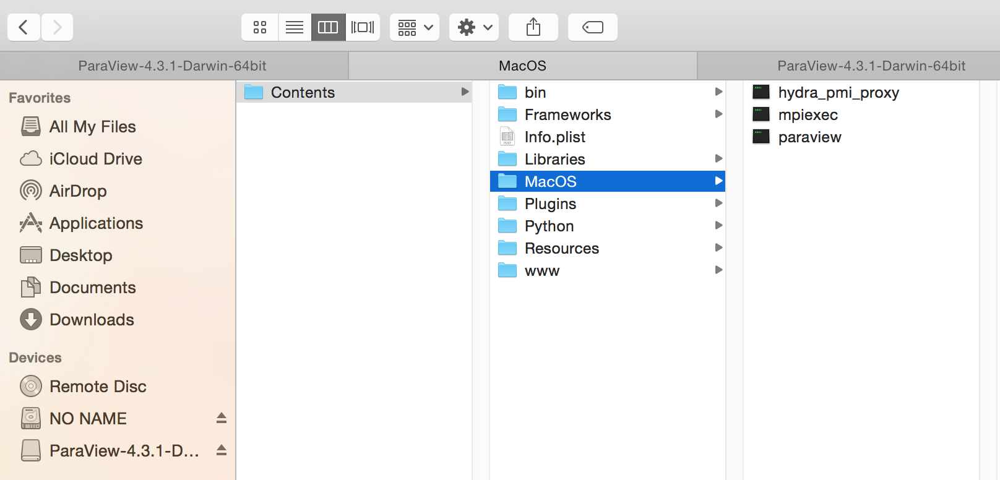 ParaView-4.3.1-Darwin-64bit
MacOS
ParaView-4.3.1-Darwin-64bit
Favorites
All My Files
iCloud Drive
AirDrop
Applications
Desktop
Documents
Downloads
Devices
Remote Disc
NO NAME
ParaView-4.3.1-D...
Contents
bin
Frameworks
Info.plist
Libraries
MacOS
Plugins
Python
Resources
www
hydra_pmi_proxy
mpiexec
paraview